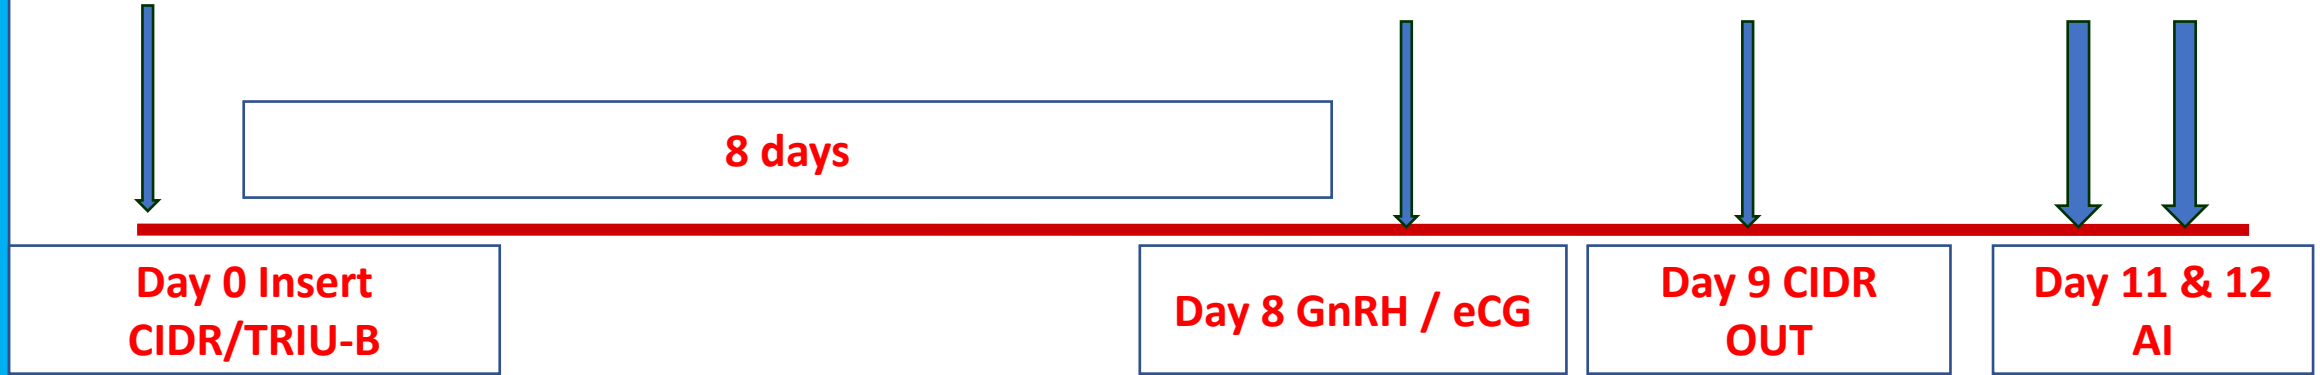 8 days
Day 0 Insert
CIDR/TRIU-B
Day 8 GnRH / eCG
Day 9 CIDR
OUT
Day 11 & 12
AI